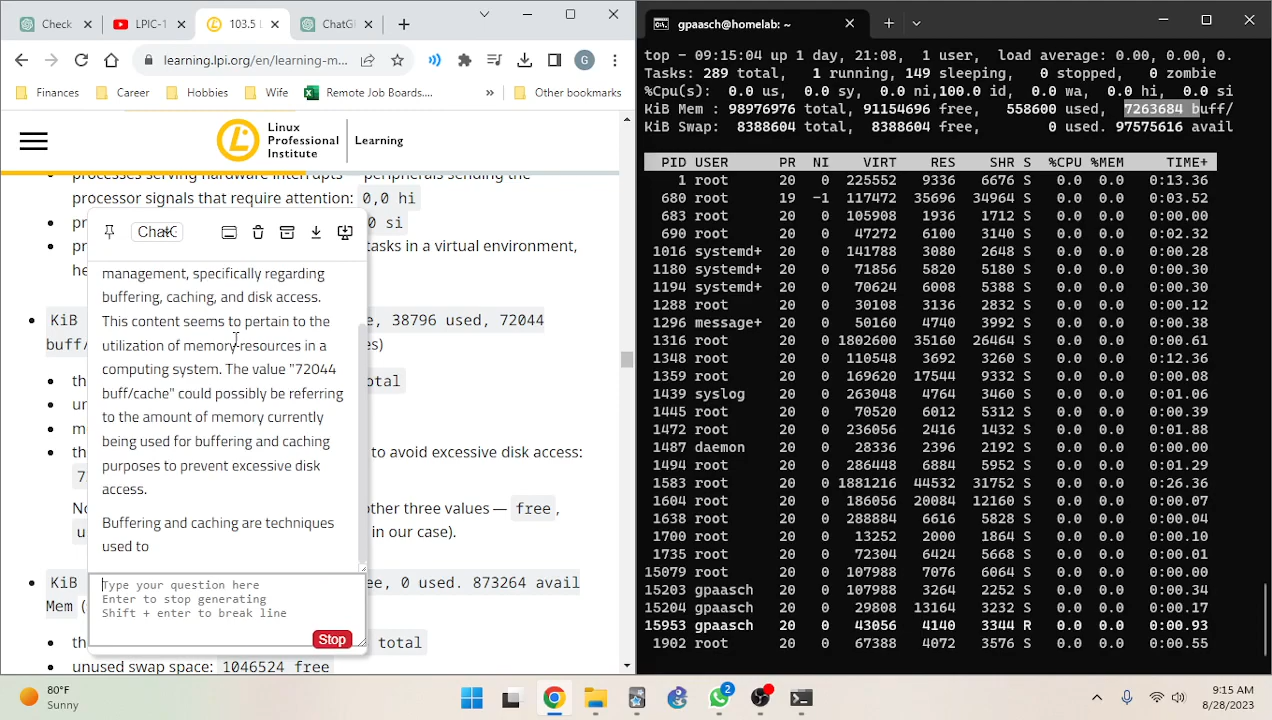 Check
LPIC-1
103.5 L
ChatGP
learning.lpi.org/en/learning-m...
G
Finances
Career
Hobbies
Wife
Remote Job Boards....
»
Other bookmarks
Linux
Professional
Institute
Learning
processes serving hardware interrupts – peripherals sending the
processor signals that require attention: 0,0 hi
0 si
tasks in a virtual environment,
ChatG
management, specifically regarding
buffering, caching, and disk access.
This content seems to pertain to the
utilization of memory resources in a
computing system. The value "72044
buff/cache" could possibly be referring
to the amount of memory currently
being used for buffering and caching
purposes to prevent excessive disk
access.
Buffering and caching are techniques
used to
Type your question here
Enter to stop generating
Shift + enter to break line
Stop
KiB e, 38796 used, 72044
buff/ es)
th otal
un
m
th to avoid excessive disk access:
7
No ther three values — free ,
u in our case).
KiB ee, 0 used. 873264 avail
Mem (
th total
unused swap space: 1046524 free
gpaasch@homelab: ~
top - 09:15:04 up 1 day, 21:08,  1 user,  load average: 0.00, 0.00, 0.
Tasks: 289 total,   1 running, 149 sleeping,   0 stopped,   0 zombie
%Cpu(s):  0.0 us,  0.0 sy,  0.0 ni,100.0 id,  0.0 wa,  0.0 hi,  0.0 si
KiB Mem : 98976976 total, 91154696 free,   558600 used,  7263684 buff/
KiB Swap:  8388604 total,  8388604 free,        0 used. 97575616 avail
PID USER PR NI VIRT RES SHR S %CPU %MEM TIME+
1 root 20 0 225552 9336 6676 S 0.0 0.0 0:13.36
680 root 19 -1 117472 35696 34964 S 0.0 0.0 0:03.52
683 root 20 0 105908 1936 1712 S 0.0 0.0 0:00.00
690 root 20 0 47272 6100 3140 S 0.0 0.0 0:02.32
1016 systemd+ 20 0 141788 3080 2648 S 0.0 0.0 0:00.28
1180 systemd+ 20 0 71856 5820 5180 S 0.0 0.0 0:00.30
1194 systemd+ 20 0 70624 6008 5388 S 0.0 0.0 0:00.30
1288 root 20 0 30108 3136 2832 S 0.0 0.0 0:00.12
1296 message+ 20 0 50160 4740 3992 S 0.0 0.0 0:00.38
1316 root 20 0 1802600 35160 26464 S 0.0 0.0 0:00.61
1348 root 20 0 110548 3692 3260 S 0.0 0.0 0:12.36
1359 root 20 0 169620 17544 9332 S 0.0 0.0 0:00.08
1439 syslog 20 0 263048 4764 3460 S 0.0 0.0 0:01.06
1445 root 20 0 70520 6012 5312 S 0.0 0.0 0:00.39
1472 root 20 0 236056 2416 1432 S 0.0 0.0 0:01.88
1487 daemon 20 0 28336 2396 2192 S 0.0 0.0 0:00.30
1494 root 20 0 286448 6884 5952 S 0.0 0.0 0:01.29
1583 root 20 0 1881216 44532 31752 S 0.0 0.0 0:26.36
1604 root 20 0 186056 20084 12160 S 0.0 0.0 0:00.07
1638 root 20 0 288884 6616 5828 S 0.0 0.0 0:00.04
1700 root 20 0 13252 2000 1864 S 0.0 0.0 0:00.10
1735 root 20 0 72304 6424 5668 S 0.0 0.0 0:00.01
15079 root 20 0 107988 7076 6064 S 0.0 0.0 0:00.00
15203 gpaasch 20 0 107988 3264 2252 S 0.0 0.0 0:00.34
15204 gpaasch 20 0 29808 13164 3232 S 0.0 0.0 0:00.17
15953 gpaasch 20 0 43056 4140 3344 R 0.0 0.0 0:00.93
1902 root 20 0 67388 4072 3576 S 0.0 0.0 0:00.55
80°F
Sunny
2
9:15 AM
8/28/2023